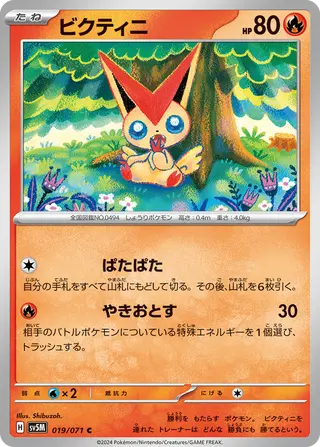 たね
ビクティニ
HP80
全国図鑑NO.0494 しょうりポケモン 高さ:0.4m 重さ:4.0kg
ぱたぱた
自分の手札をすべて山札にもどして切る。その後、山札を6枚引く。
やきおとす 30
相手のバトルポケモンについている特殊エネルギーを1個選び、
トラッシュする。
弱点 ×2 抵抗力 にげる
Illus. Shibuzoh.
H sv5M 019/071 C
勝利を もたらす ポケモン。 ビクティニを
連れた トレーナーは どんな 勝負にも 勝てるという。
©2024 Pokémon/Nintendo/Creatures/GAME FREAK.